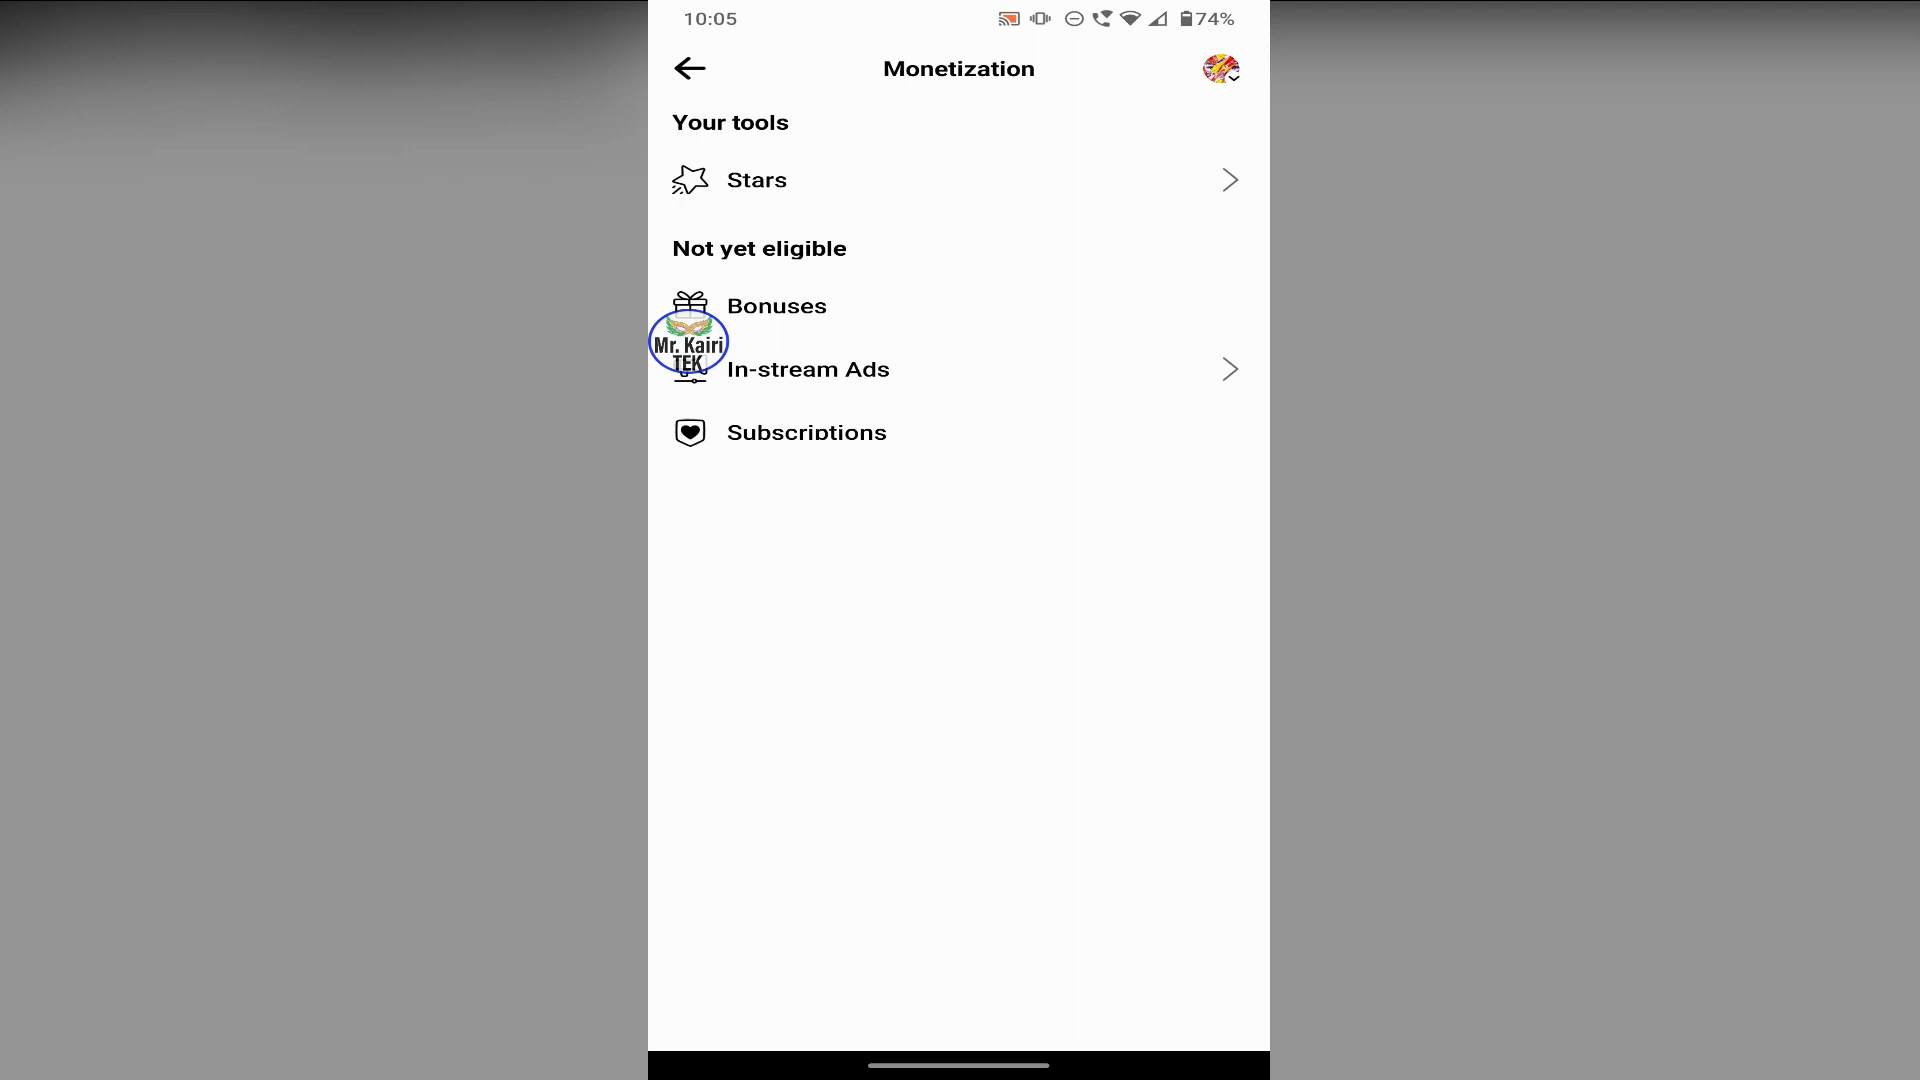 10:05
74%
Monetization
Your tools
Stars
Not yet eligible
Bonuses
Mr. Kairi
TEK
In-stream Ads
Subscriptions